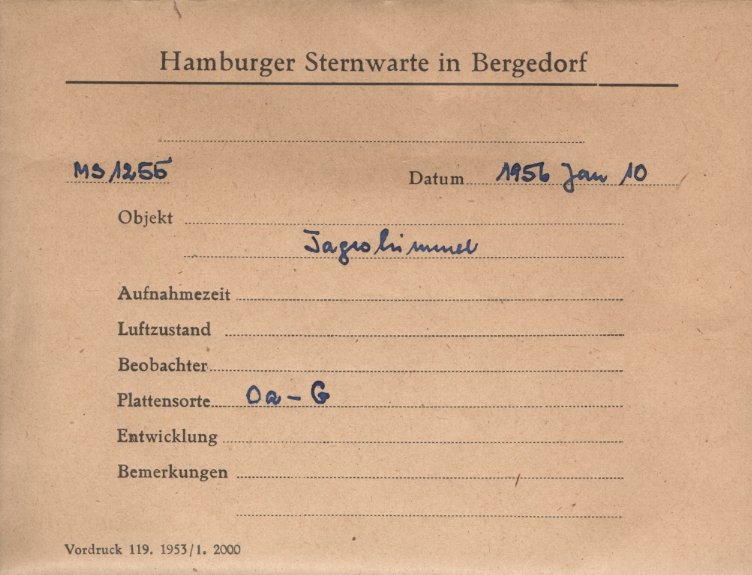 Hamburger Sternwarte in Bergedorf
MS 1255 Datum 1956 Jan 10
Objekt
Tageshimmel
Aufnahmezeit
Luftzustand
Beobachter
Plattensorte Oa-G
Entwicklung
Bemerkungen
Vordruck 119. 1953/1. 2000